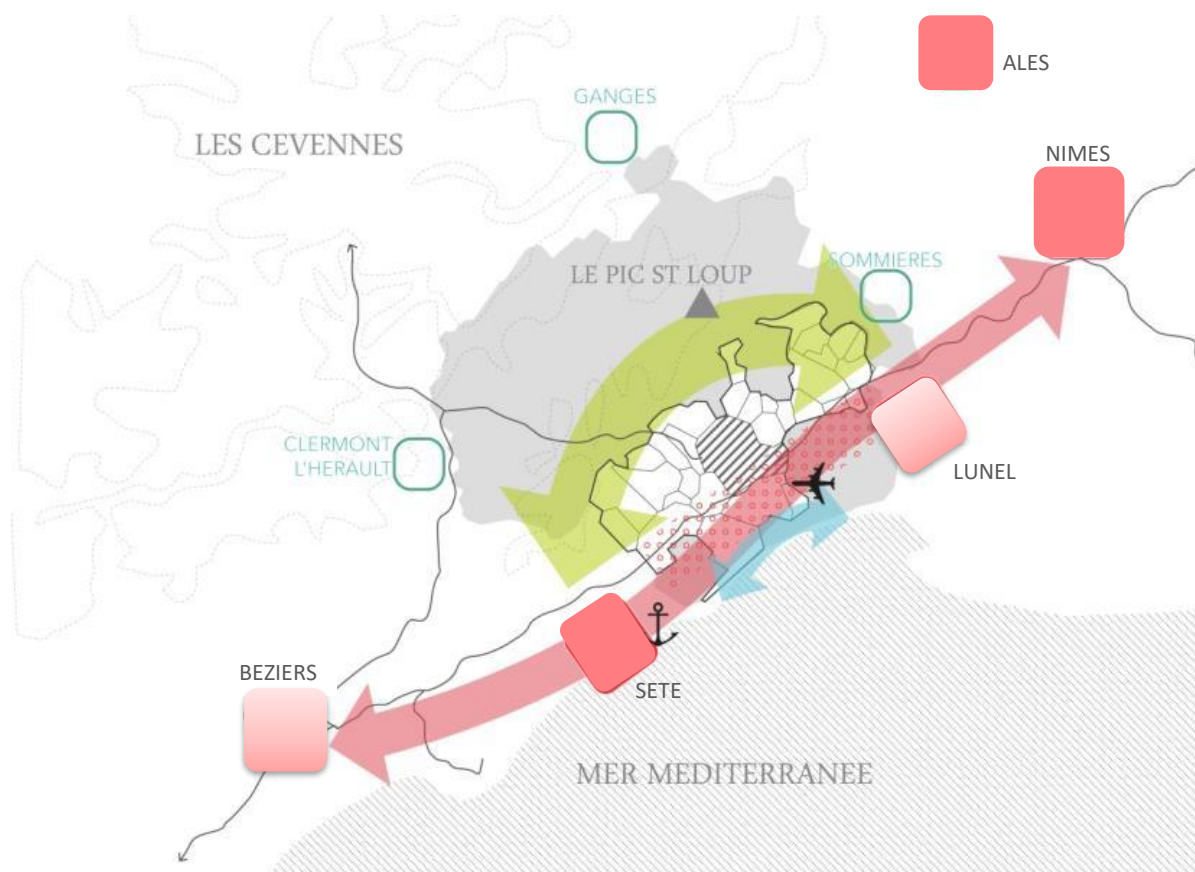 ALES
GANGES
LES CEVENNES
NIMES
SOMMIERES
LE PIC ST LOUP
CLERMONT
L'HERAULT
LUNEL
BEZIERS
SETE
MER MEDITERRANEE